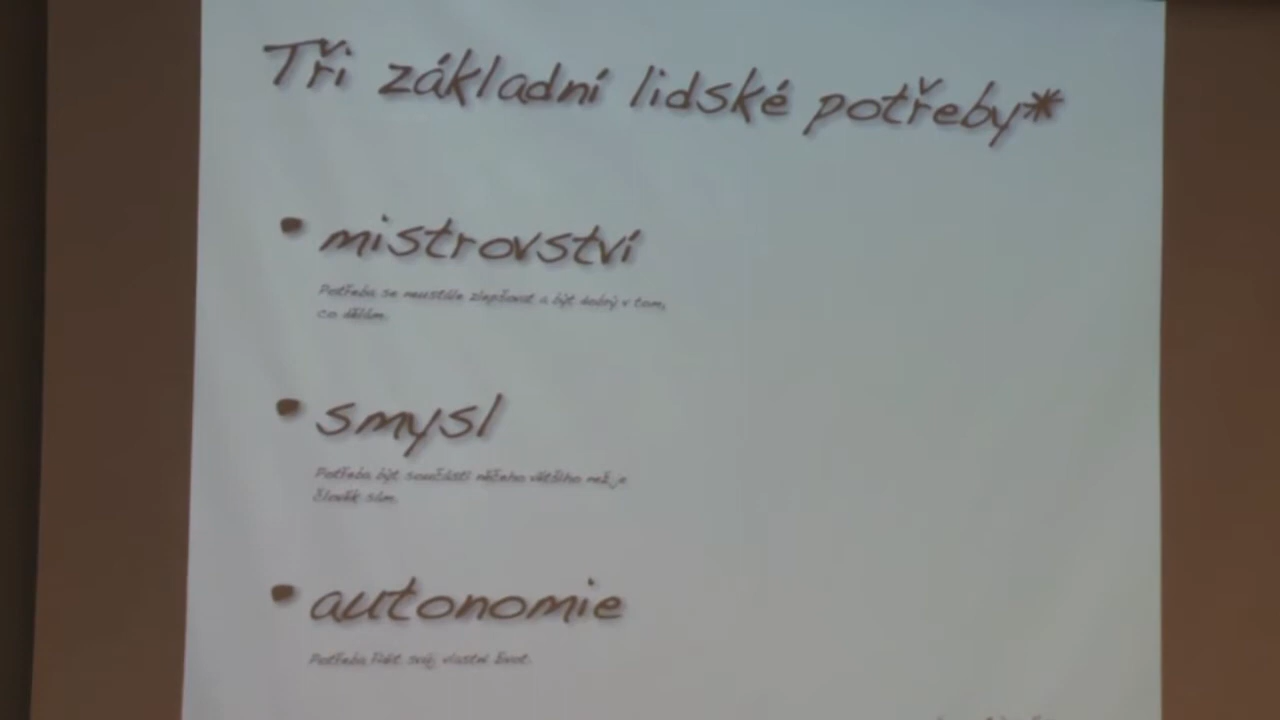 Tři základní lidské potřeby*
• mistrovství
Potřeba se neustále zlepšovat a být dobrý v tom,
co dělám.
• smysl
Potřeba být součástí něčeho většího než je
člověk sám.
• autonomie
Potřeba řídit svůj vlastní život.